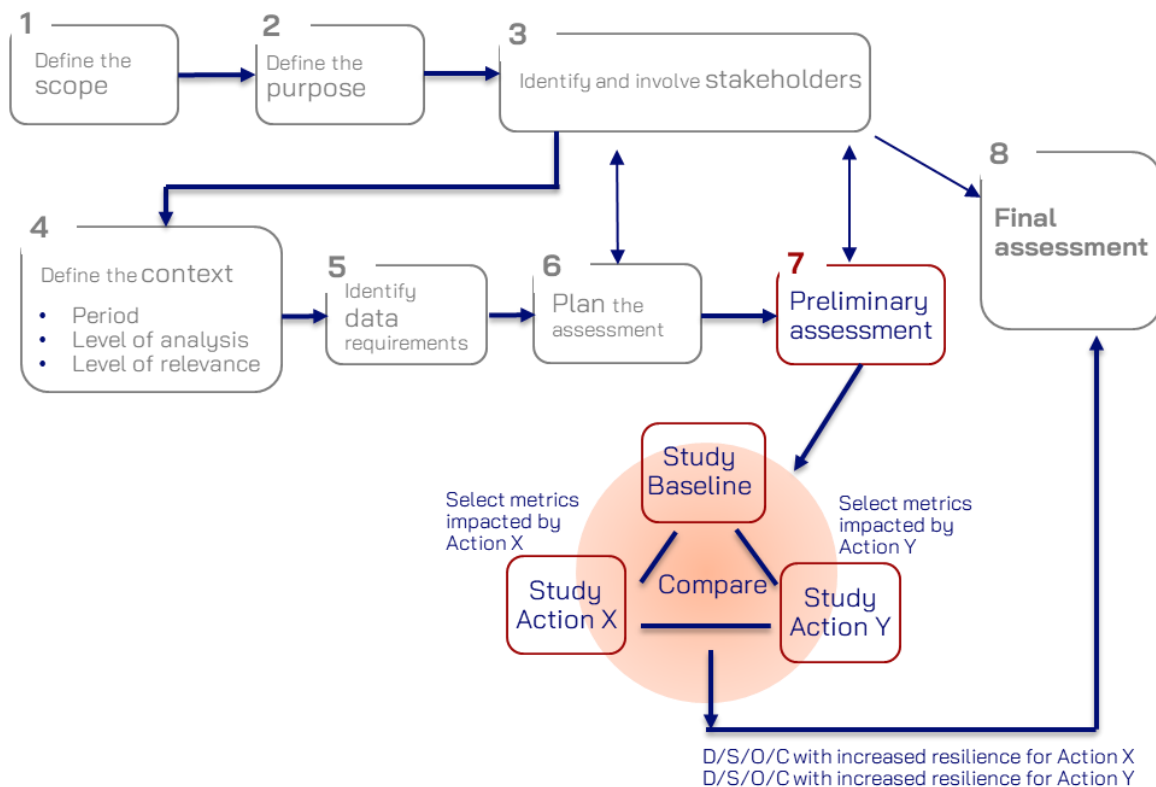 1
Define the
scope
2
Define the
purpose
3
Identify and involve stakeholders
4
Define the context
• Period
• Level of analysis
• Level of relevance
5
Identify
data
requirements
6
Plan the
assessment
7
Preliminary
assessment
8
Final
assessment
Study
Baseline
Select metrics
impacted by
Action X
Select metrics
impacted by
Action Y
Study
Action X
Compare
Study
Action Y
D/S/O/C with increased resilience for Action X
D/S/O/C with increased resilience for Action Y